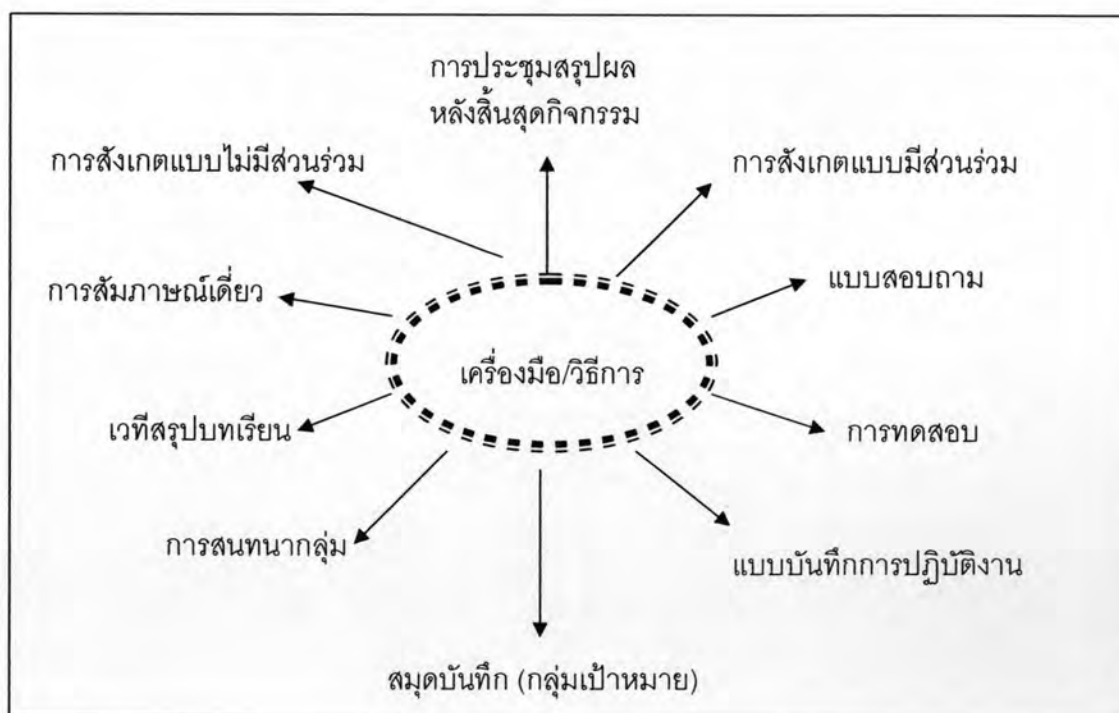 การประชุมสรุปผล
หลังสิ้นสุดกิจกรรม
การสังเกตแบบไม่มีส่วนร่วม
การสังเกตแบบมีส่วนร่วม
การสัมภาษณ์เดี่ยว
แบบสอบถาม
เครื่องมือ/วิธีการ
เวทีสรุปบทเรียน
การทดสอบ
การสนทนากลุ่ม
แบบบันทึกการปฏิบัติงาน
สมุดบันทึก (กลุ่มเป้าหมาย)